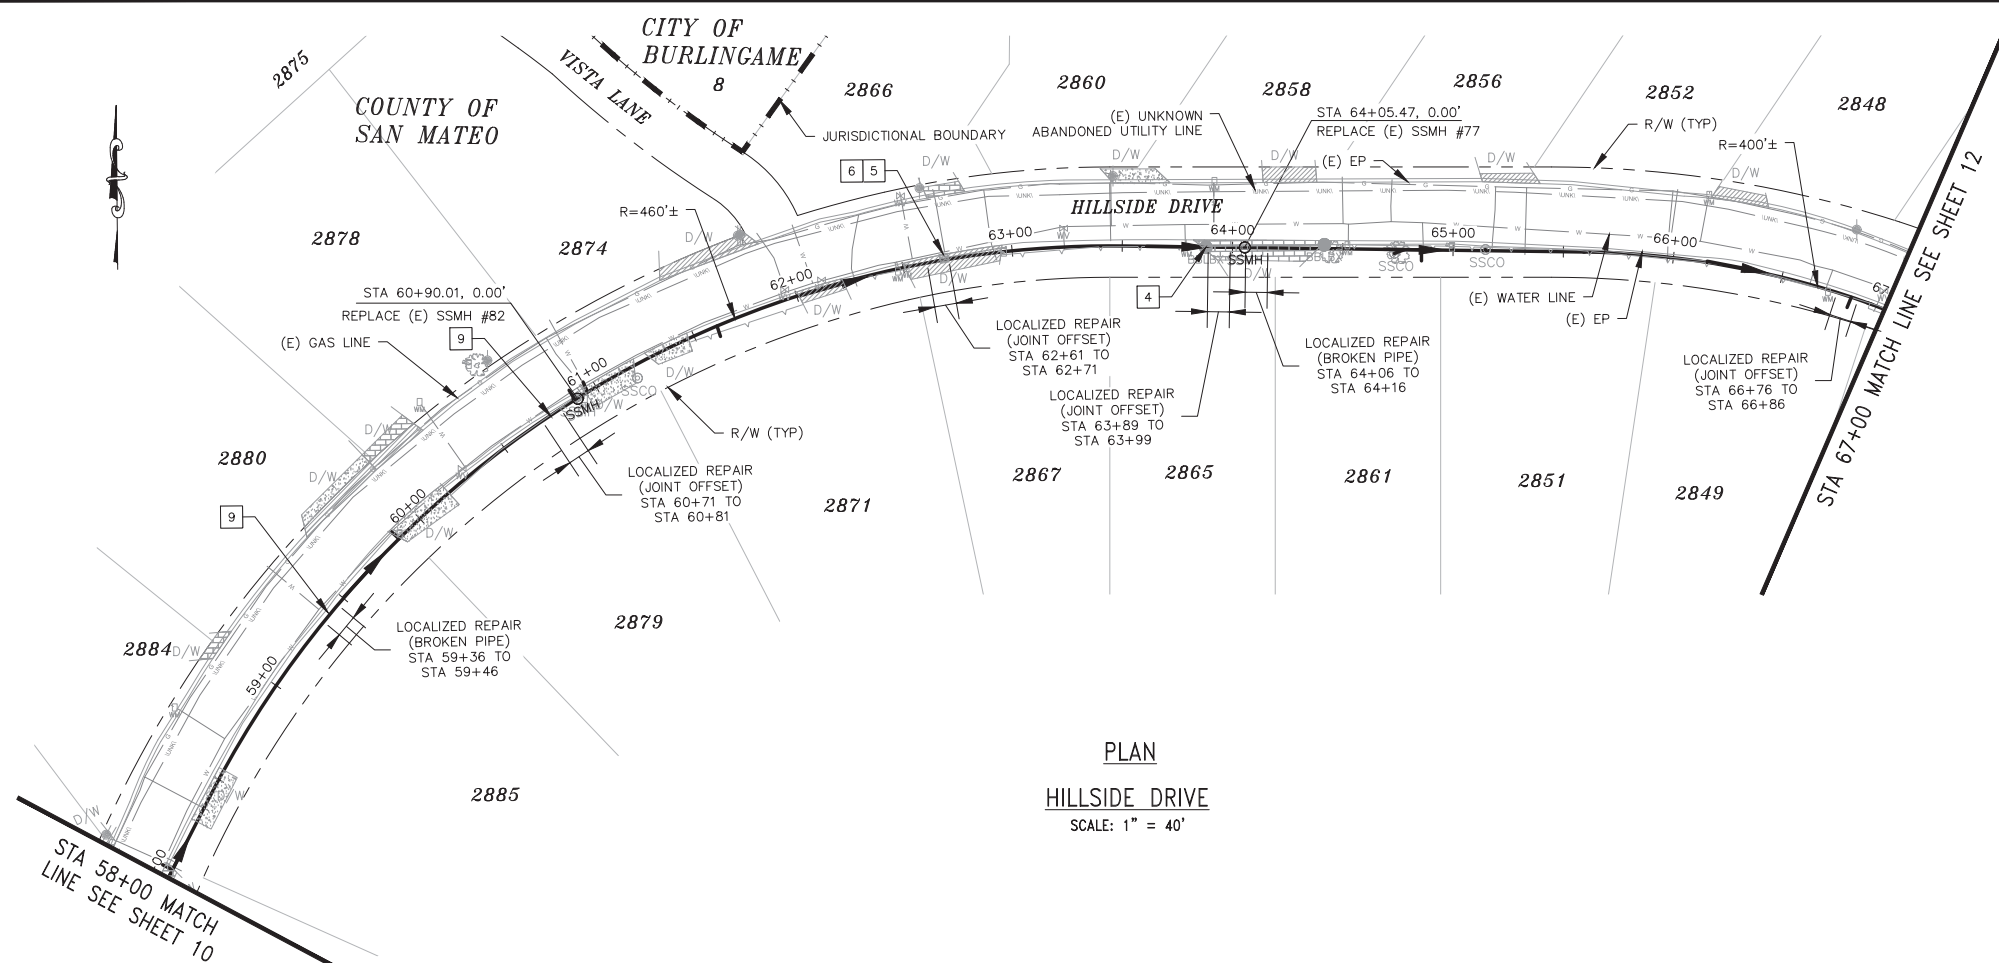 CITY OF
BURLINGAME
8
VISTA LANE
2875
COUNTY OF
SAN MATEO
2866
2860
2858
2856
2852
2848
JURISDICTIONAL BOUNDARY
(E) UNKNOWN
ABANDONED UTILITY LINE
STA 64+05.47, 0.00'
REPLACE (E) SSMH #77
R/W (TYP)
R=400'±
(E) EP
D/W
D/W
D/W
D/W
D/W
6 5
HILLSIDE DRIVE
R=460'±
2878
2874
D/W
63+00
64+00
65+00
66+00
67
62+00
SSMH
D/W
SSCO
SSCO
D/W
D/W
STA 60+90.01, 0.00'
REPLACE (E) SSMH #82
9
(E) GAS LINE
4
(E) WATER LINE
(E) EP
LOCALIZED REPAIR
(JOINT OFFSET)
STA 62+61 TO
STA 62+71
LOCALIZED REPAIR
(BROKEN PIPE)
STA 64+06 TO
STA 64+16
LOCALIZED REPAIR
(JOINT OFFSET)
STA 66+76 TO
STA 66+86
LOCALIZED REPAIR
(JOINT OFFSET)
STA 63+89 TO
STA 63+99
61+00
SSMH
D/W
SSCO
D/W
R/W (TYP)
STA 67+00 MATCH LINE SEE SHEET 12
2880
D/W
D/W
LOCALIZED REPAIR
(JOINT OFFSET)
STA 60+71 TO
STA 60+81
2871
2867
2865
2861
2851
2849
60+00
D/W
9
2884
D/W
LOCALIZED REPAIR
(BROKEN PIPE)
STA 59+36 TO
STA 59+46
2879
59+00
2885
D/W
W
00
STA 58+00 MATCH
LINE SEE SHEET 10
PLAN
HILLSIDE DRIVE
SCALE: 1" = 40'